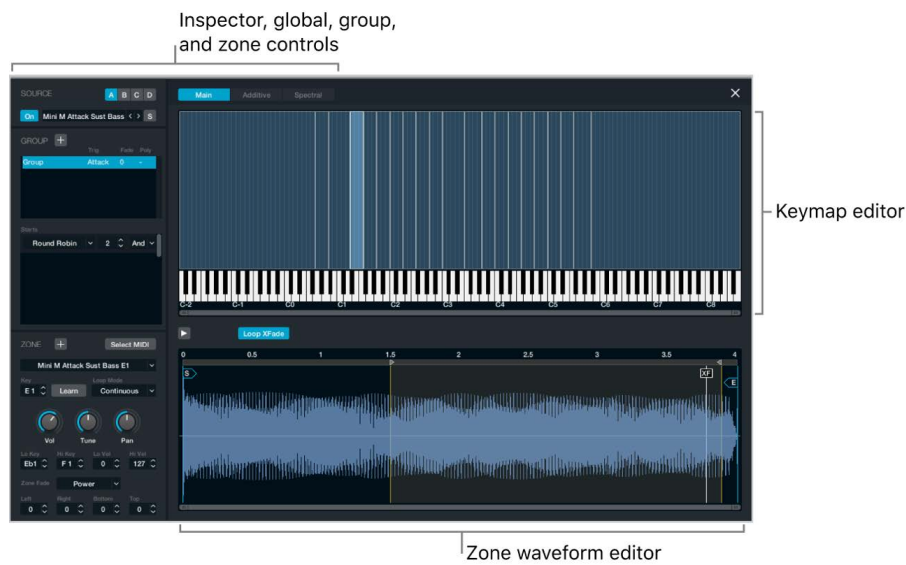 Inspector, global, group,
and zone controls
SOURCE A B C D
On Mini M Attack Sust Bass < > S
GROUP +
Trig Fade Poly
Group Attack 0 -
Starts
Round Robin 2 And
ZONE + Select MIDI
Mini M Attack Sust Bass E1
Key Loop Mode
E1 Learn Continuous
Vol Tune Pan
Lo Key Hi Key Lo Vel Hi Vel
Eb1 F1 0 127
Zone Fade Power
Left Right Bottom Top
0 0 0 0
Main Additive Spectral
C-2 C-1 C0 C1 C2 C3 C4 C5 C6 C7 C8
Keymap editor
Loop XFade
0 0.5 1 1.5 2 2.5 3 3.5 4
S XF E
Zone waveform editor